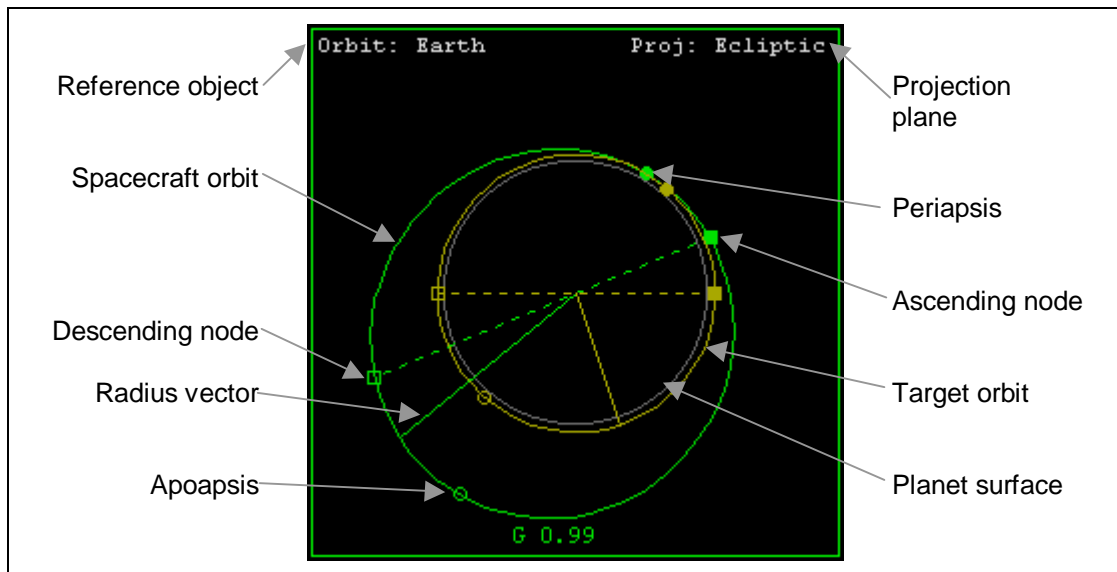 Orbit: Earth
Proj: Ecliptic
Reference object
Projection
plane
Spacecraft orbit
Periapsis
Ascending node
Descending node
Radius vector
Target orbit
Apoapsis
Planet surface
G 0.99